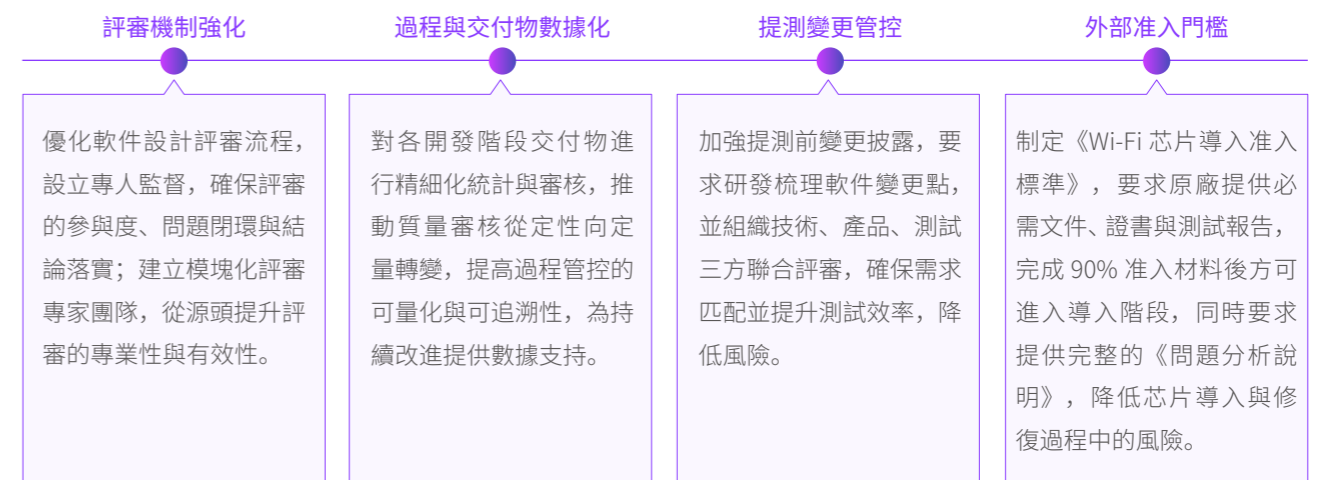 評審機制強化
優化軟件設計評審流程，
設立專人監督，確保評審
的參與度、問題閉環與結
論落實；建立模塊化評審
專家團隊，從源頭提升評
審的專業性與有效性。
過程與交付物數據化
對各開發階段交付物進
行精細化統計與審核，推
動質量審核從定性向定
量轉變，提高過程管控的
可量化與可追溯性，為持
續改進提供數據支持。
提測變更管控
加強提測前變更披露，要
求研發梳理軟件變更點，
並組織技術、產品、測試
三方聯合評審，確保需求
匹配並提升測試效率，降
低風險。
外部准入門檻
制定《Wi-Fi 芯片導入准入
標準》，要求原廠提供必
需文件、證書與測試報告，
完成 90% 准入材料後方可
進入導入階段，同時要求
提供完整的《問題分析說
明》，降低芯片導入與修
復過程中的風險。